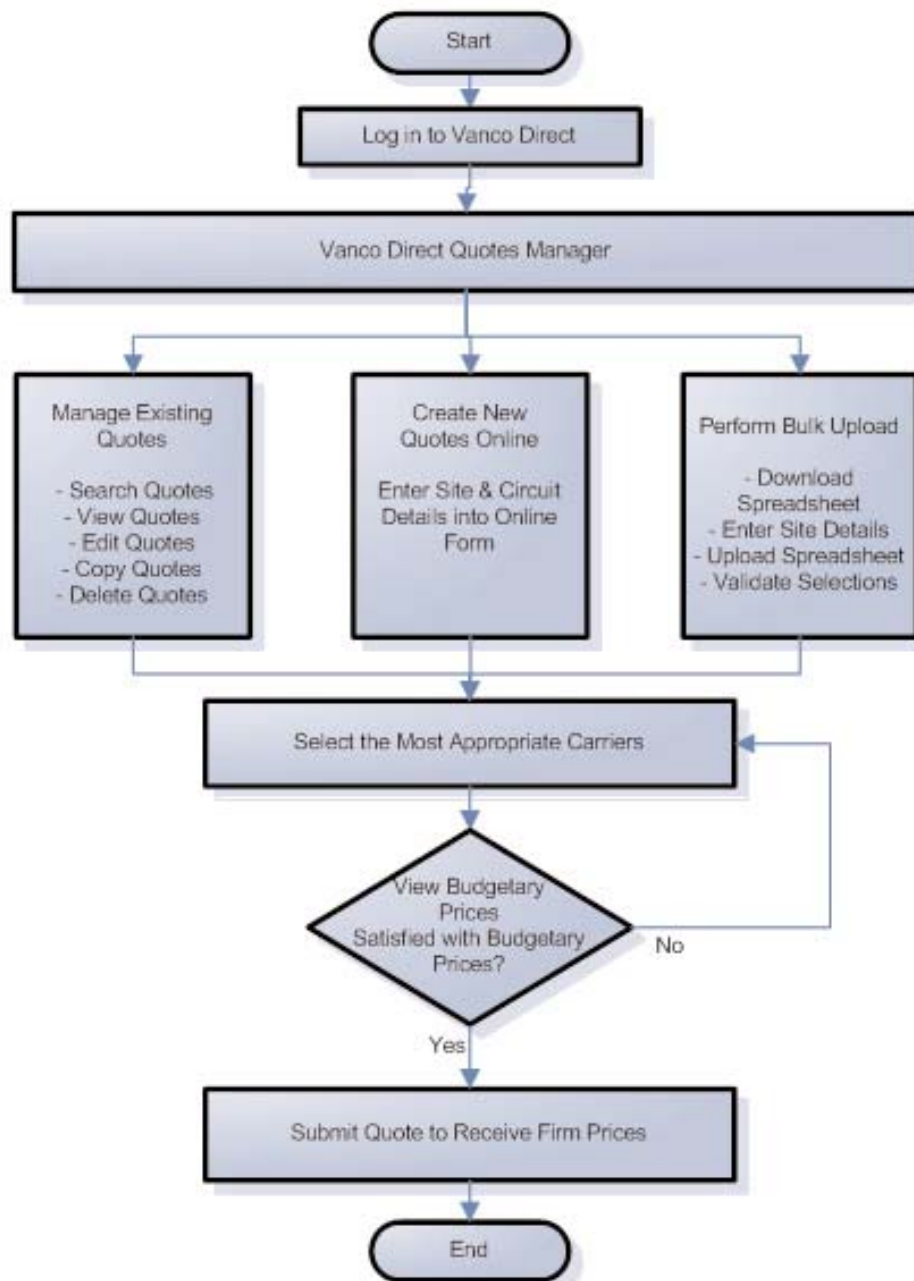 Start
Log in to Vanco Direct
Vanco Direct Quotes Manager
Manage Existing
Quotes
- Search Quotes
- View Quotes
- Edit Quotes
- Copy Quotes
- Delete Quotes
Create New
Quotes Online
Enter Site & Circuit
Details into Online
Form
Perform Bulk Upload
- Download
Spreadsheet
- Enter Site Details
- Upload Spreadsheet
- Validate Selections
Select the Most Appropriate Carriers
View Budgetary
Prices
Satisfied with Budgetary
Prices?
No
Yes
Submit Quote to Receive Firm Prices
End